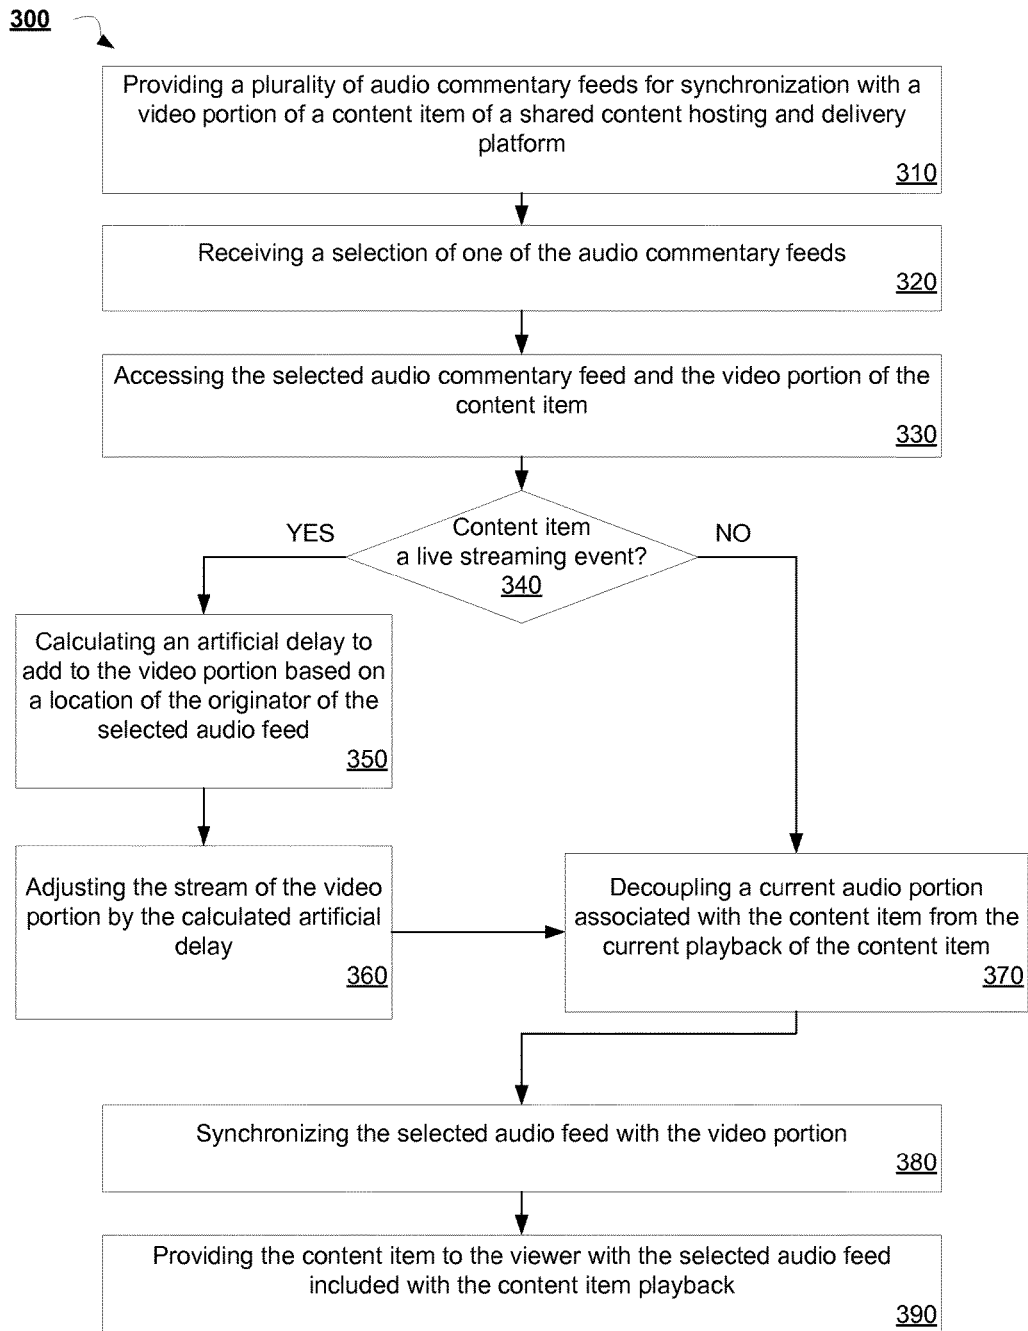 300
Providing a plurality of audio commentary feeds for synchronization with a
video portion of a content item of a shared content hosting and delivery
platform
310
Receiving a selection of one of the audio commentary feeds
320
Accessing the selected audio commentary feed and the video portion of the
content item
330
Content item
a live streaming event?
340
YES
NO
Calculating an artificial delay to
add to the video portion based on
a location of the originator of the
selected audio feed
350
Adjusting the stream of the video
portion by the calculated artificial
delay
360
Decoupling a current audio portion
associated with the content item from the
current playback of the content item
370
Synchronizing the selected audio feed with the video portion
380
Providing the content item to the viewer with the selected audio feed
included with the content item playback
390